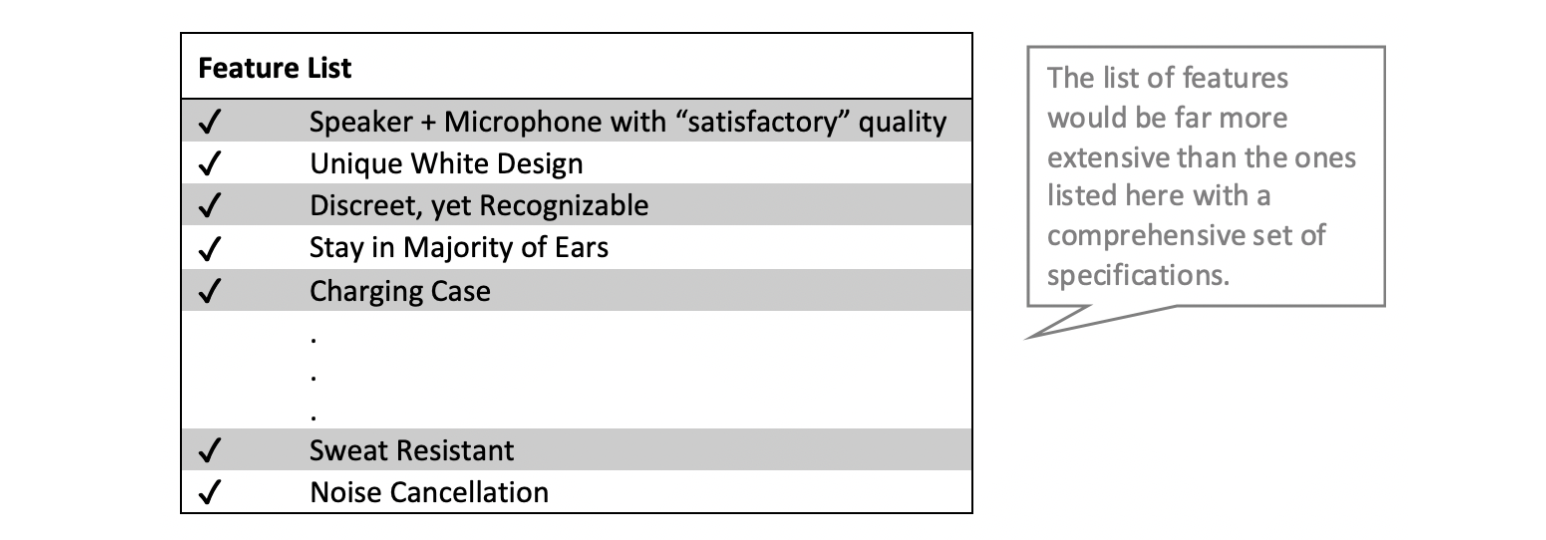 Feature List
✓ Speaker + Microphone with “satisfactory” quality
✓ Unique White Design
✓ Discreet, yet Recognizable
✓ Stay in Majority of Ears
✓ Charging Case
.
.
.
✓ Sweat Resistant
✓ Noise Cancellation
The list of features
would be far more
extensive than the ones
listed here with a
comprehensive set of
specifications.